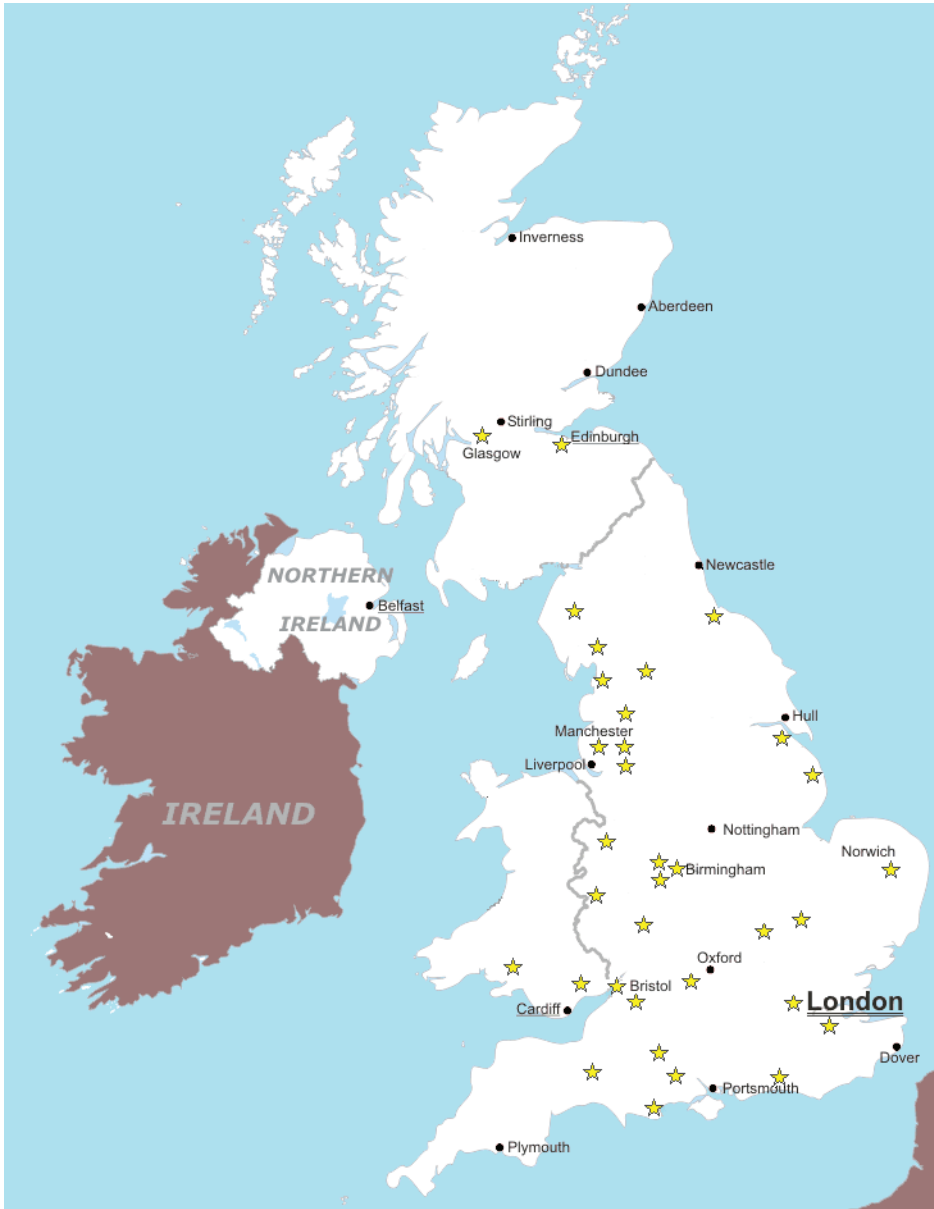 Inverness
Aberdeen
Dundee
Stirling
Edinburgh
Glasgow
Newcastle
NORTHERN
IRELAND
Belfast
Hull
Manchester
Liverpool
IRELAND
Nottingham
Norwich
Birmingham
Oxford
Bristol
London
Cardiff
Dover
Portsmouth
Plymouth